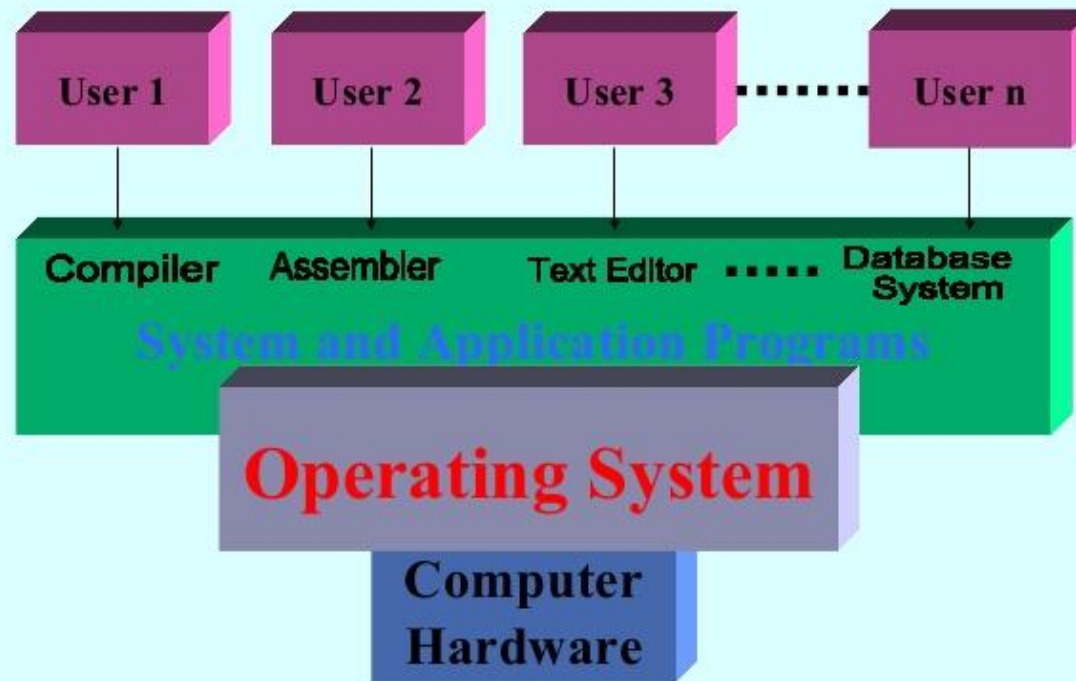 User 1
User 2
User 3
User n
Compiler
Assembler
Text Editor
Database
System
System and Application Programs
Operating System
Computer
Hardware